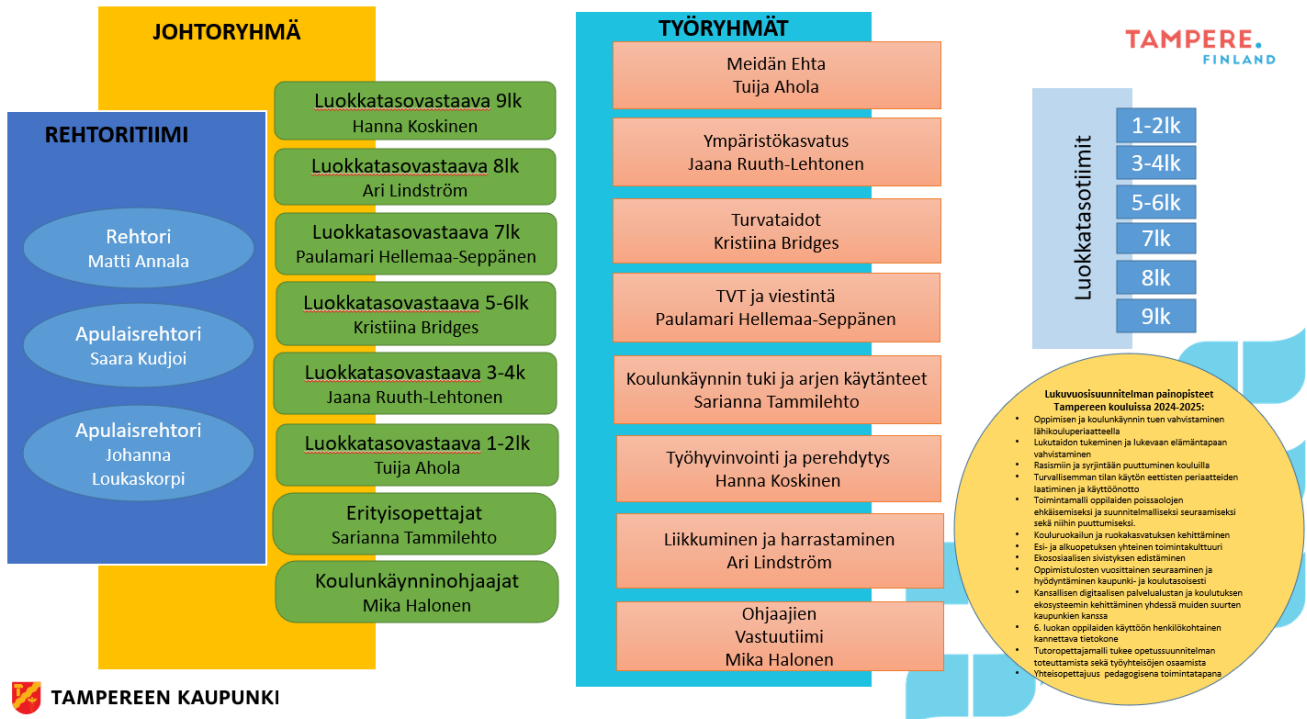 JOHTORYHMÄ
REHTORITIIMI
Rehtori
Matti Annala
Apulaisrehtori
Saara Kudjoi
Apulaisrehtori
Johanna
Loukaskorpi
Luokkatasovastaava 9lk
Hanna Koskinen
Luokkatasovastaava 8lk
Ari Lindström
Luokkatasovastaava 7lk
Paulamari Hellemaa-Seppänen
Luokkatasovastaava 5-6lk
Kristiina Bridges
Luokkatasovastaava 3-4k
Jaana Ruuth-Lehtonen
Luokkatasovastaava 1-2lk
Tuija Ahola
Erityisopettajat
Sarianna Tammilehto
Koulunkäynninohjaajat
Mika Halonen
TYÖRYHMÄT
Meidän Ehta
Tuija Ahola
Ympäristökasvatus
Jaana Ruuth-Lehtonen
Turvataidot
Kristiina Bridges
TVT ja viestintä
Paulamari Hellemaa-Seppänen
Koulunkäynnin tuki ja arjen käytänteet
Sarianna Tammilehto
Työhyvinvointi ja perehdytys
Hanna Koskinen
Liikkuminen ja harrastaminen
Ari Lindström
Ohjaajien
Vastuutiimi
Mika Halonen
TAMPERE.
FINLAND
Luokkatasotiimit
1-2lk
3-4lk
5-6lk
7lk
8lk
9lk
Lukuvuosisuunnitelman painopisteet
Tampereen kouluissa 2024-2025:
• Oppimisen ja koulunkäynnin tuen vahvistaminen
lähikouluperiaatteella
• Lukutaidon tukeminen ja lukevaan elämäntapaan
vahvistaminen
• Rasismiin ja syrjintään puuttuminen kouluilla
• Turvallisemman tilan käytön eettisten periaatteiden
laatiminen ja käyttöönotto
• Toimintamalli oppilaiden poissaolojen
ehkäisemiseksi ja suunnitelmalliseksi seuraamiseksi
sekä niihin puuttumiseksi.
• Kouluruokailun ja ruokakasvatuksen kehittäminen
• Esi- ja alkuopetuksen yhteinen toimintakulttuuri
• Ekososiaalisen sivistyksen edistäminen
• Oppimistulosten vuosittainen seuraaminen ja
hyödyntäminen kaupunki- ja koulutasoisesti
• Kansallisen digitaalisen palvelualustan ja koulutuksen
ekosysteemin kehittäminen yhdessä muiden suurten
kaupunkien kanssa
• 6. luokan oppilaiden käyttöön henkilökohtainen
kannettava tietokone
• Tutoropettajamalli tukee opetussuunnitelman
toteuttamista sekä työyhteisöjen osaamista
• Yhteisopettajuus pedagogisena toimintatapana
TAMPEREEN KAUPUNKI